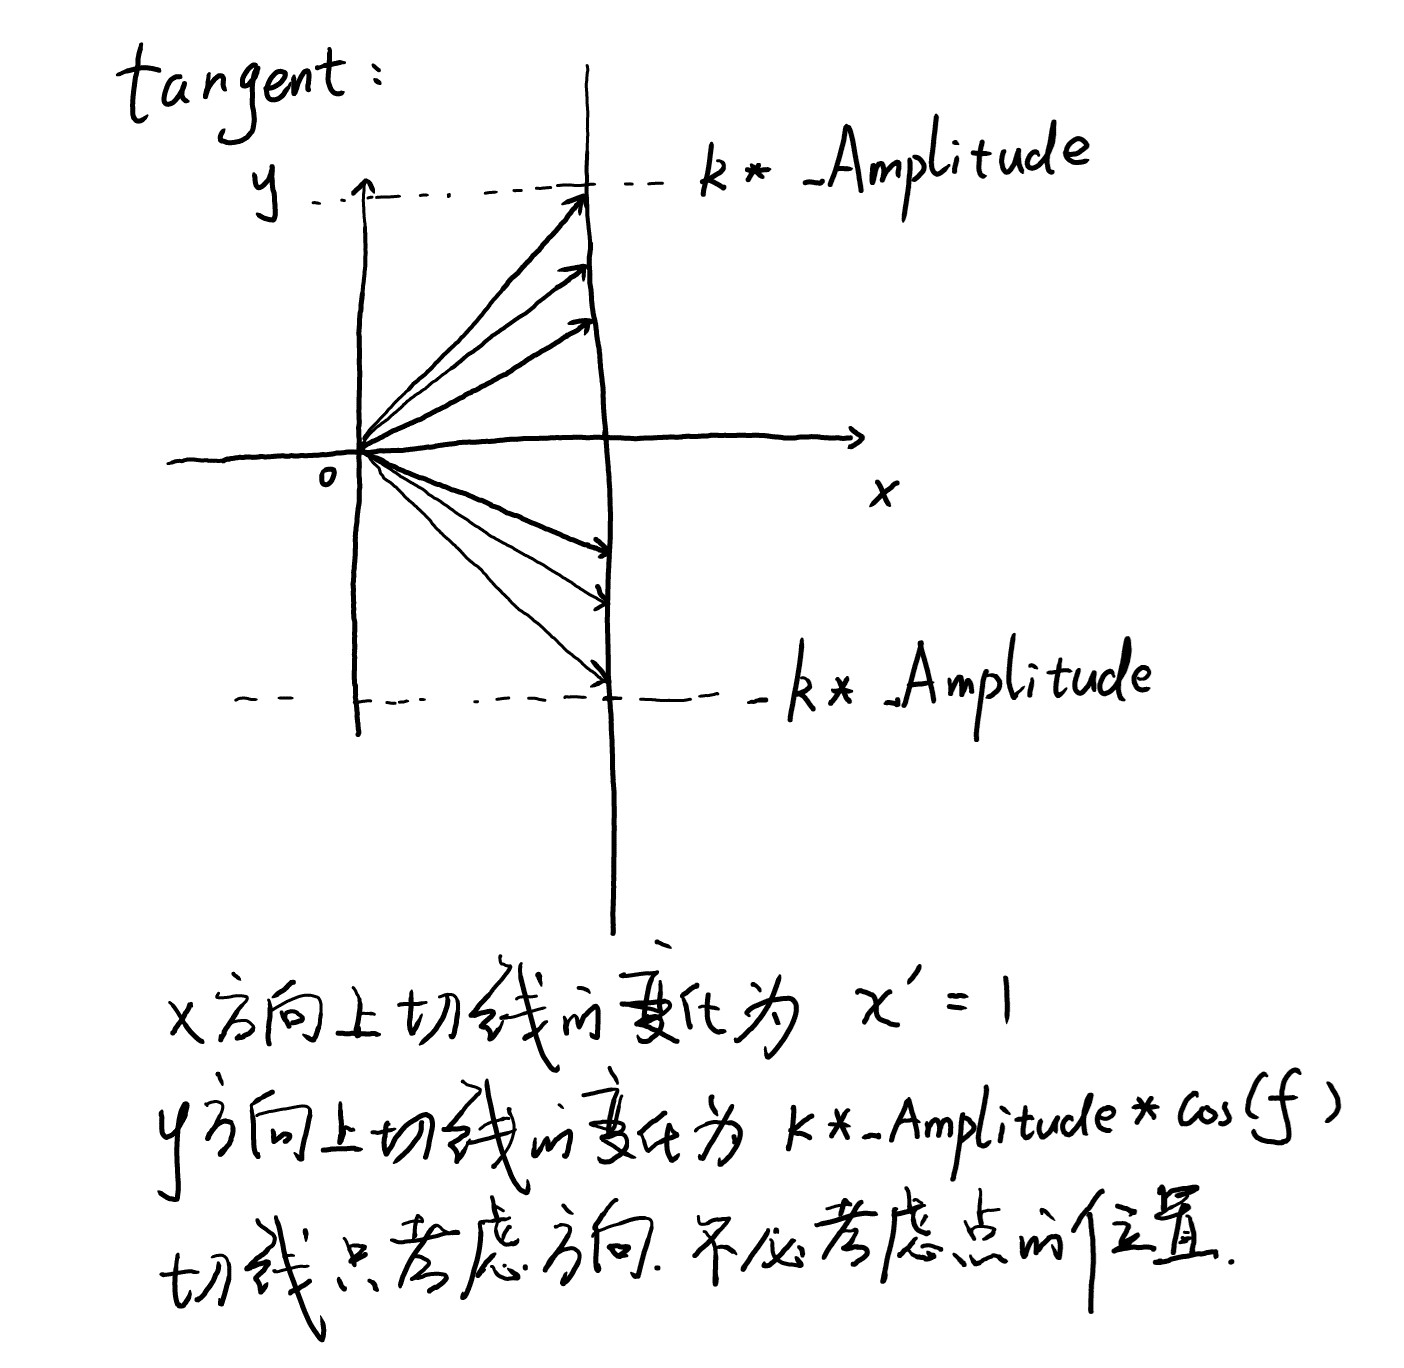 tangent:
y
k * _Amplitude
o
x
-k * _Amplitude
x方向上切线的变化为 x′ = 1
y方向上切线的变化为 k*_Amplitude * cos(f)
切线只考虑方向.不必考虑点的位置.